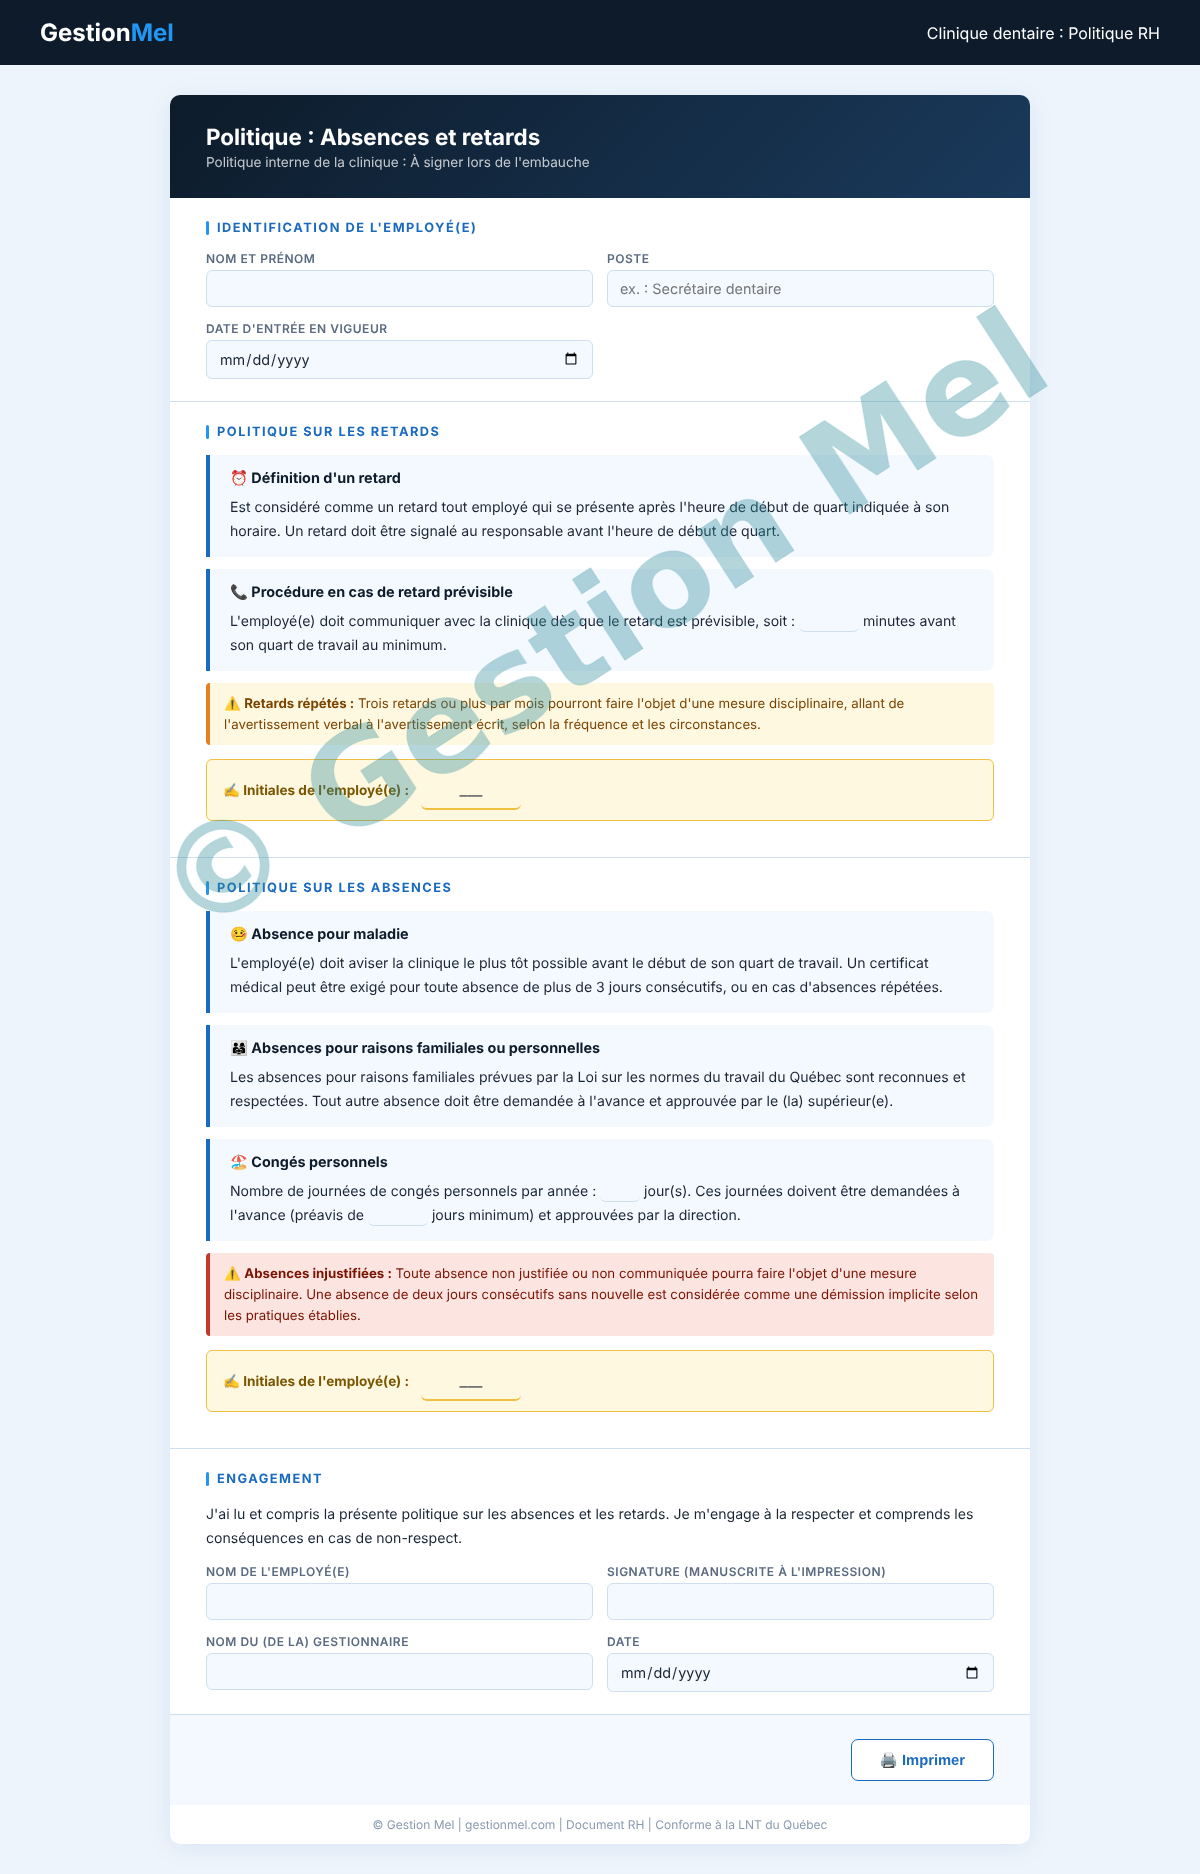 GestionMel
Clinique dentaire : Politique RH
Politique : Absences et retards
Politique interne de la clinique : À signer lors de l'embauche
IDENTIFICATION DE L'EMPLOYÉ(E)
NOM ET PRÉNOM
POSTE
ex. : Secrétaire dentaire
DATE D'ENTRÉE EN VIGUEUR
mm/dd/yyyy
POLITIQUE SUR LES RETARDS
⏰ Définition d'un retard
Est considéré comme un retard tout employé qui se présente après l'heure de début de quart indiquée à son
horaire. Un retard doit être signalé au responsable avant l'heure de début de quart.
📞 Procédure en cas de retard prévisible
L'employé(e) doit communiquer avec la clinique dès que le retard est prévisible, soit : ______ minutes avant
son quart de travail au minimum.
⚠️ Retards répétés : Trois retards ou plus par mois pourront faire l'objet d'une mesure disciplinaire, allant de
l'avertissement verbal à l'avertissement écrit, selon la fréquence et les circonstances.
✍️ Initiales de l'employé(e) : ___
© Gestion Mel
POLITIQUE SUR LES ABSENCES
🤒 Absence pour maladie
L'employé(e) doit aviser la clinique le plus tôt possible avant le début de son quart de travail. Un certificat
médical peut être exigé pour toute absence de plus de 3 jours consécutifs, ou en cas d'absences répétées.
👨‍👩‍👧 Absences pour raisons familiales ou personnelles
Les absences pour raisons familiales prévues par la Loi sur les normes du travail du Québec sont reconnues et
respectées. Tout autre absence doit être demandée à l'avance et approuvée par le (la) supérieur(e).
🏖️ Congés personnels
Nombre de journées de congés personnels par année : ____ jour(s). Ces journées doivent être demandées à
l'avance (préavis de ______ jours minimum) et approuvées par la direction.
⚠️ Absences injustifiées : Toute absence non justifiée ou non communiquée pourra faire l'objet d'une mesure
disciplinaire. Une absence de deux jours consécutifs sans nouvelle est considérée comme une démission implicite selon
les pratiques établies.
✍️ Initiales de l'employé(e) : ___
ENGAGEMENT
J'ai lu et compris la présente politique sur les absences et les retards. Je m'engage à la respecter et comprends les
conséquences en cas de non-respect.
NOM DE L'EMPLOYÉ(E)
SIGNATURE (MANUSCRITE À L'IMPRESSION)
NOM DU (DE LA) GESTIONNAIRE
DATE
mm/dd/yyyy
🖨️ Imprimer
© Gestion Mel | gestionmel.com | Document RH | Conforme à la LNT du Québec